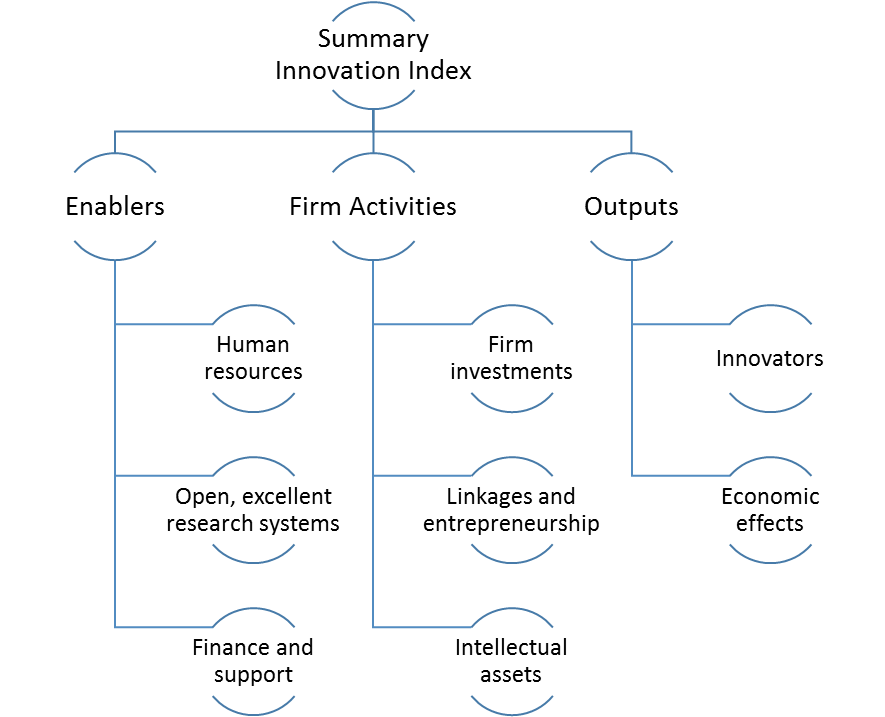 Summary
Innovation Index
Enablers
Firm Activities
Outputs
Human
resources
Firm
investments
Innovators
Open, excellent
research systems
Linkages and
entrepreneurship
Economic
effects
Finance and
support
Intellectual
assets